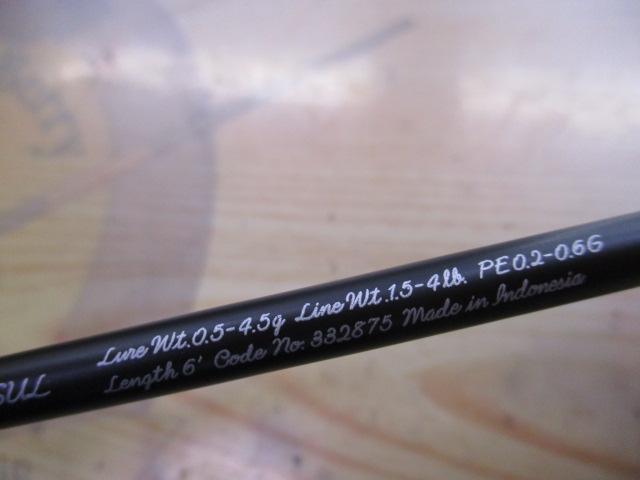 SUL
Lure Wt.0.5-4.5g Line Wt.1.5-4lb. PE0.2-0.6G
Length 6' Code No. 332875 Made in Indonesia